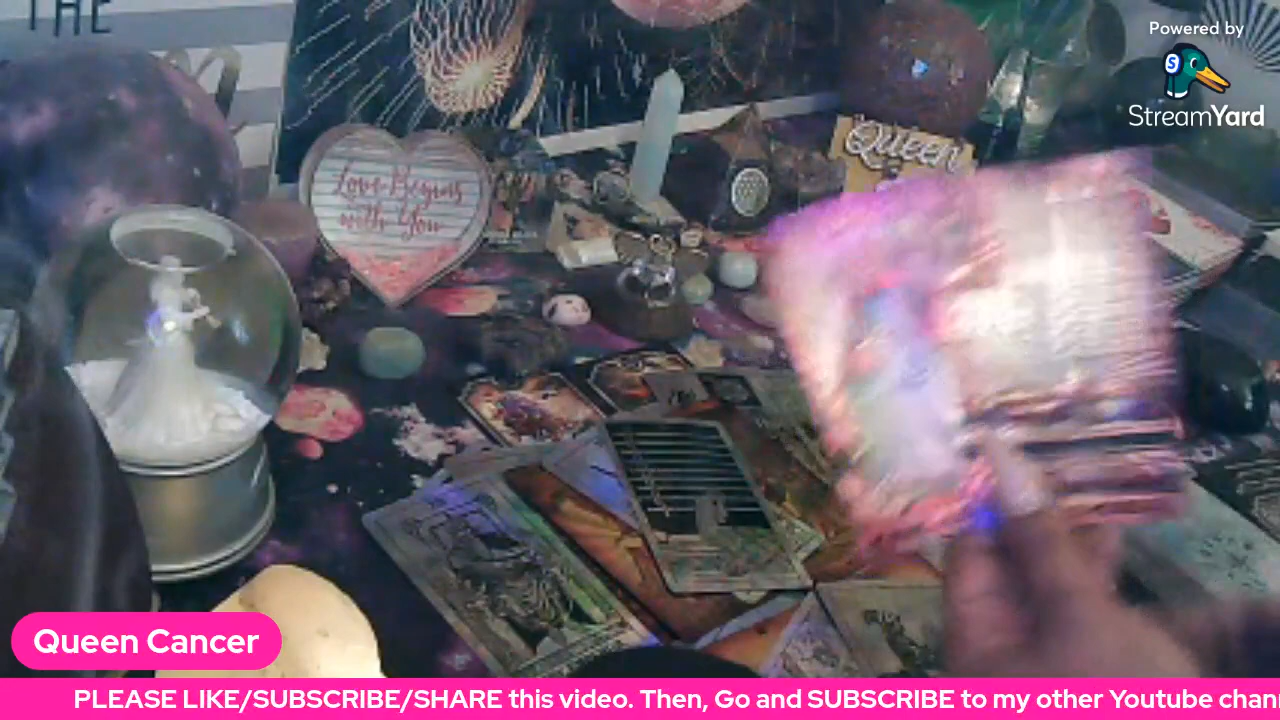 THE
Powered by
S
StreamYard
Queen
Love Begins
with You
Queen Cancer
PLEASE LIKE/SUBSCRIBE/SHARE this video. Then, Go and SUBSCRIBE to my other Youtube chan